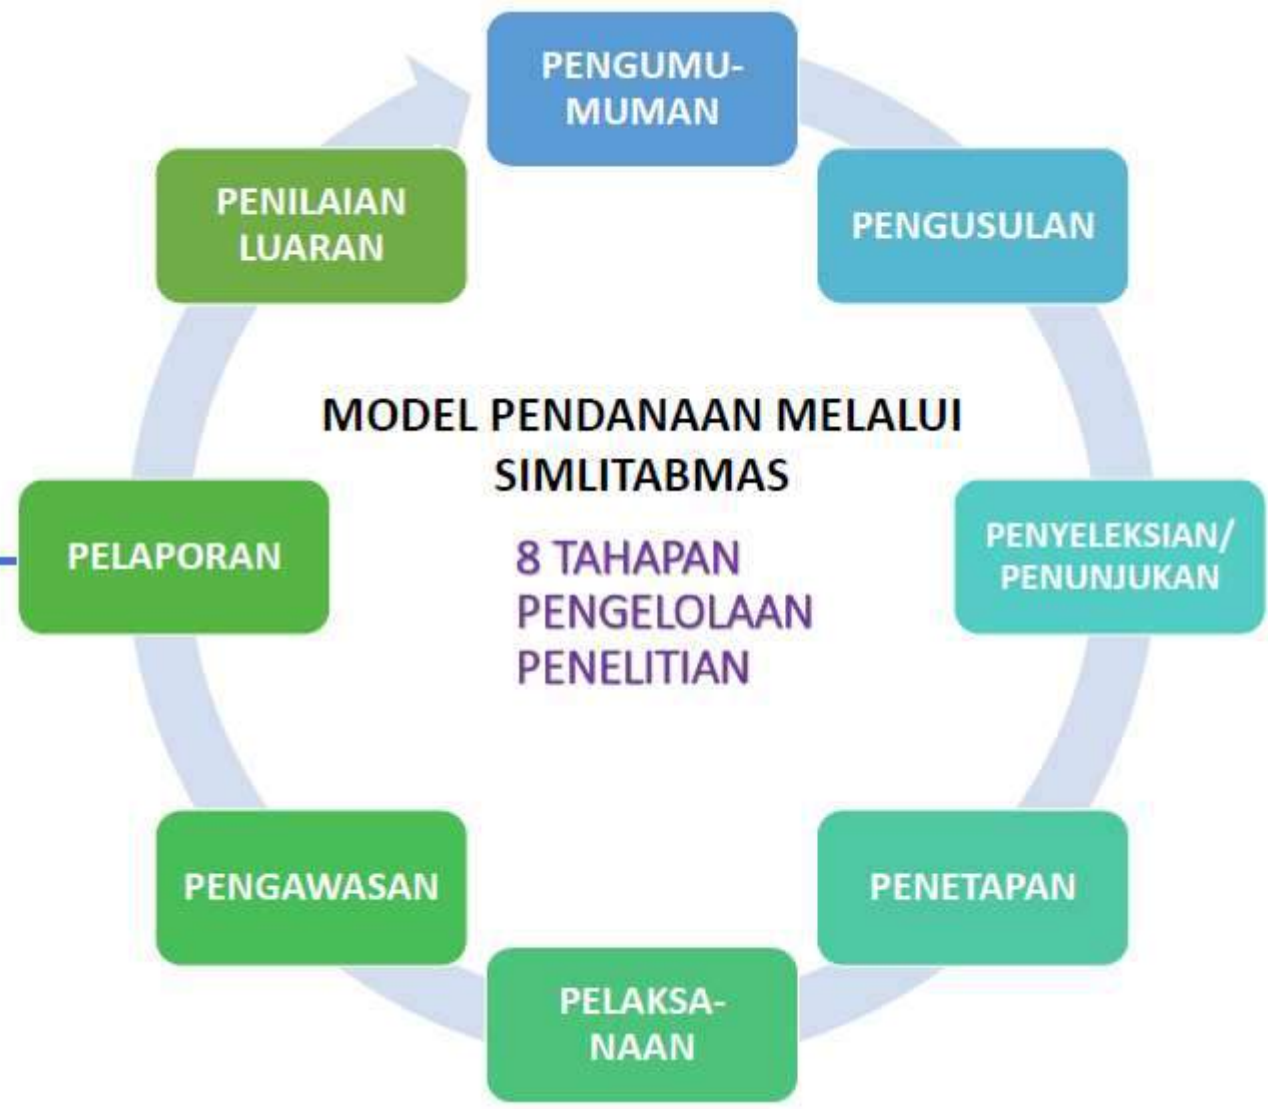 PENGUMU-
MUMAN
PENGUSULAN
PENYELEKSIAN/
PENUNJUKAN
PENETAPAN
PELAKSA-
NAAN
PENGAWASAN
PELAPORAN
PENILAIAN
LUARAN
MODEL PENDANAAN MELALUI
SIMLITABMAS
8 TAHAPAN
PENGELOLAAN
PENELITIAN